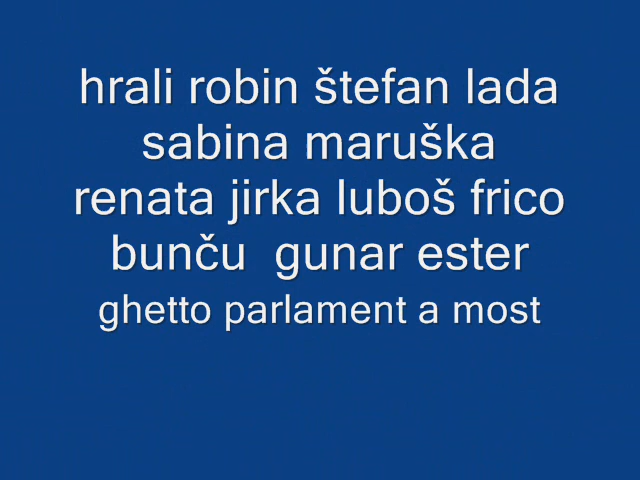 hrali robin štefan lada
sabina maruška
renata jirka luboš frico
bunču gunar ester
ghetto parlament a most